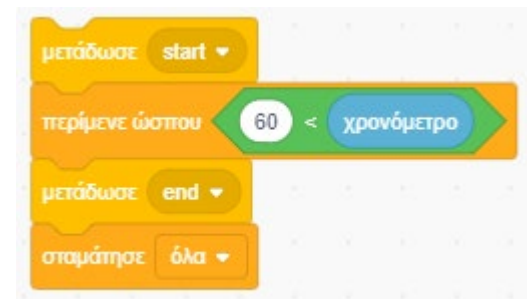 μετάδωσε start
περίμενε ώσπου 60 < χρονόμετρο
μετάδωσε end
σταμάτησε όλα